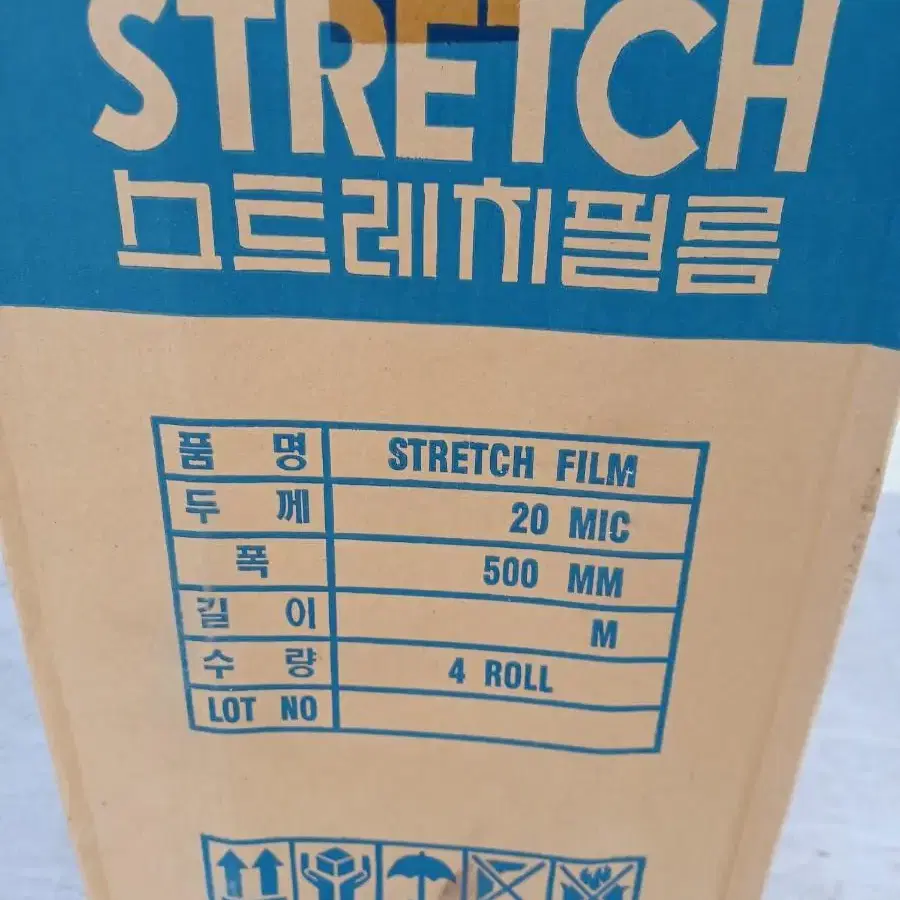 STRETCH
스트레치필름
품 명 STRETCH FILM
두 께 20 MIC
폭 500 MM
길 이 M
수 량 4 ROLL
LOT NO